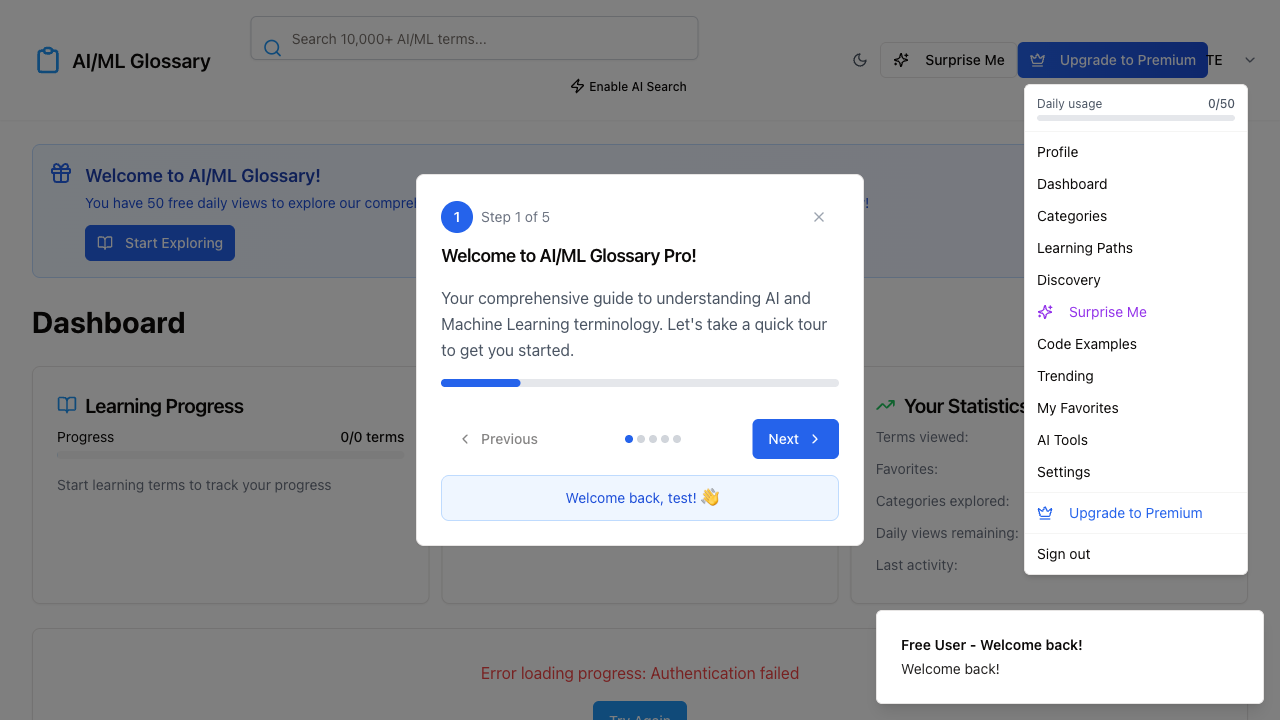 AI/ML Glossary
Search 10,000+ AI/ML terms...
Enable AI Search
Surprise Me
Upgrade to Premium
TE
Daily usage 0/50
Profile
Dashboard
Categories
Learning Paths
Discovery
Surprise Me
Code Examples
Trending
My Favorites
AI Tools
Settings
Upgrade to Premium
Sign out
Welcome to AI/ML Glossary!
You have 50 free daily views to explore our
Start Exploring
1 Step 1 of 5
Welcome to AI/ML Glossary Pro!
Your comprehensive guide to understanding AI and
Machine Learning terminology. Let's take a quick tour
to get you started.
Previous
Next
Welcome back, test! 👋
Dashboard
Learning Progress
Progress 0/0 terms
Start learning terms to track your progress
Your Statistics
Terms viewed:
Favorites:
Categories explored:
Daily views remaining:
Last activity:
Error loading progress: Authentication failed
Try Again
Free User - Welcome back!
Welcome back!